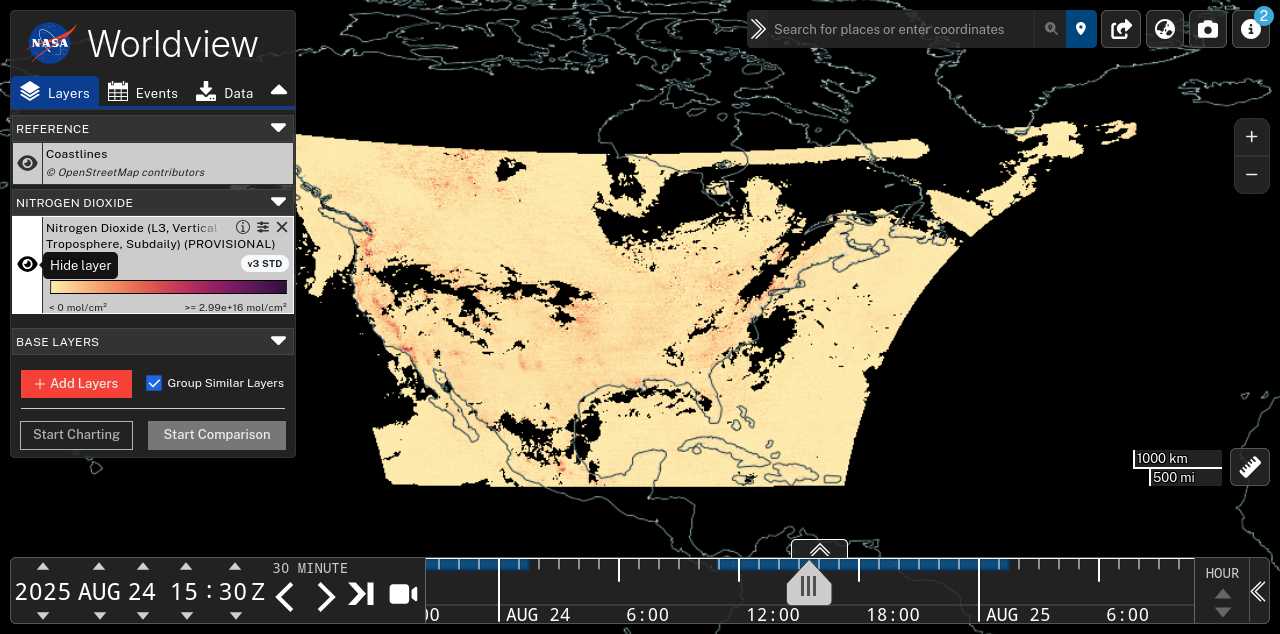 NASA
Worldview
Search for places or enter coordinates
2
Layers
Events
Data
REFERENCE
Coastlines
© OpenStreetMap contributors
NITROGEN DIOXIDE
Nitrogen Dioxide (L3, Vertical
Troposphere, Subdaily) (PROVISIONAL)
Hide layer
v3 STD
< 0 mol/cm²
>= 2.99e+16 mol/cm²
BASE LAYERS
+ Add Layers
Group Similar Layers
Start Charting
Start Comparison
+
−
1000 km
500 mi
2025 AUG 24 15 : 30 Z
30 MINUTE
00
AUG 24
6:00
12:00
18:00
AUG 25
6:00
HOUR